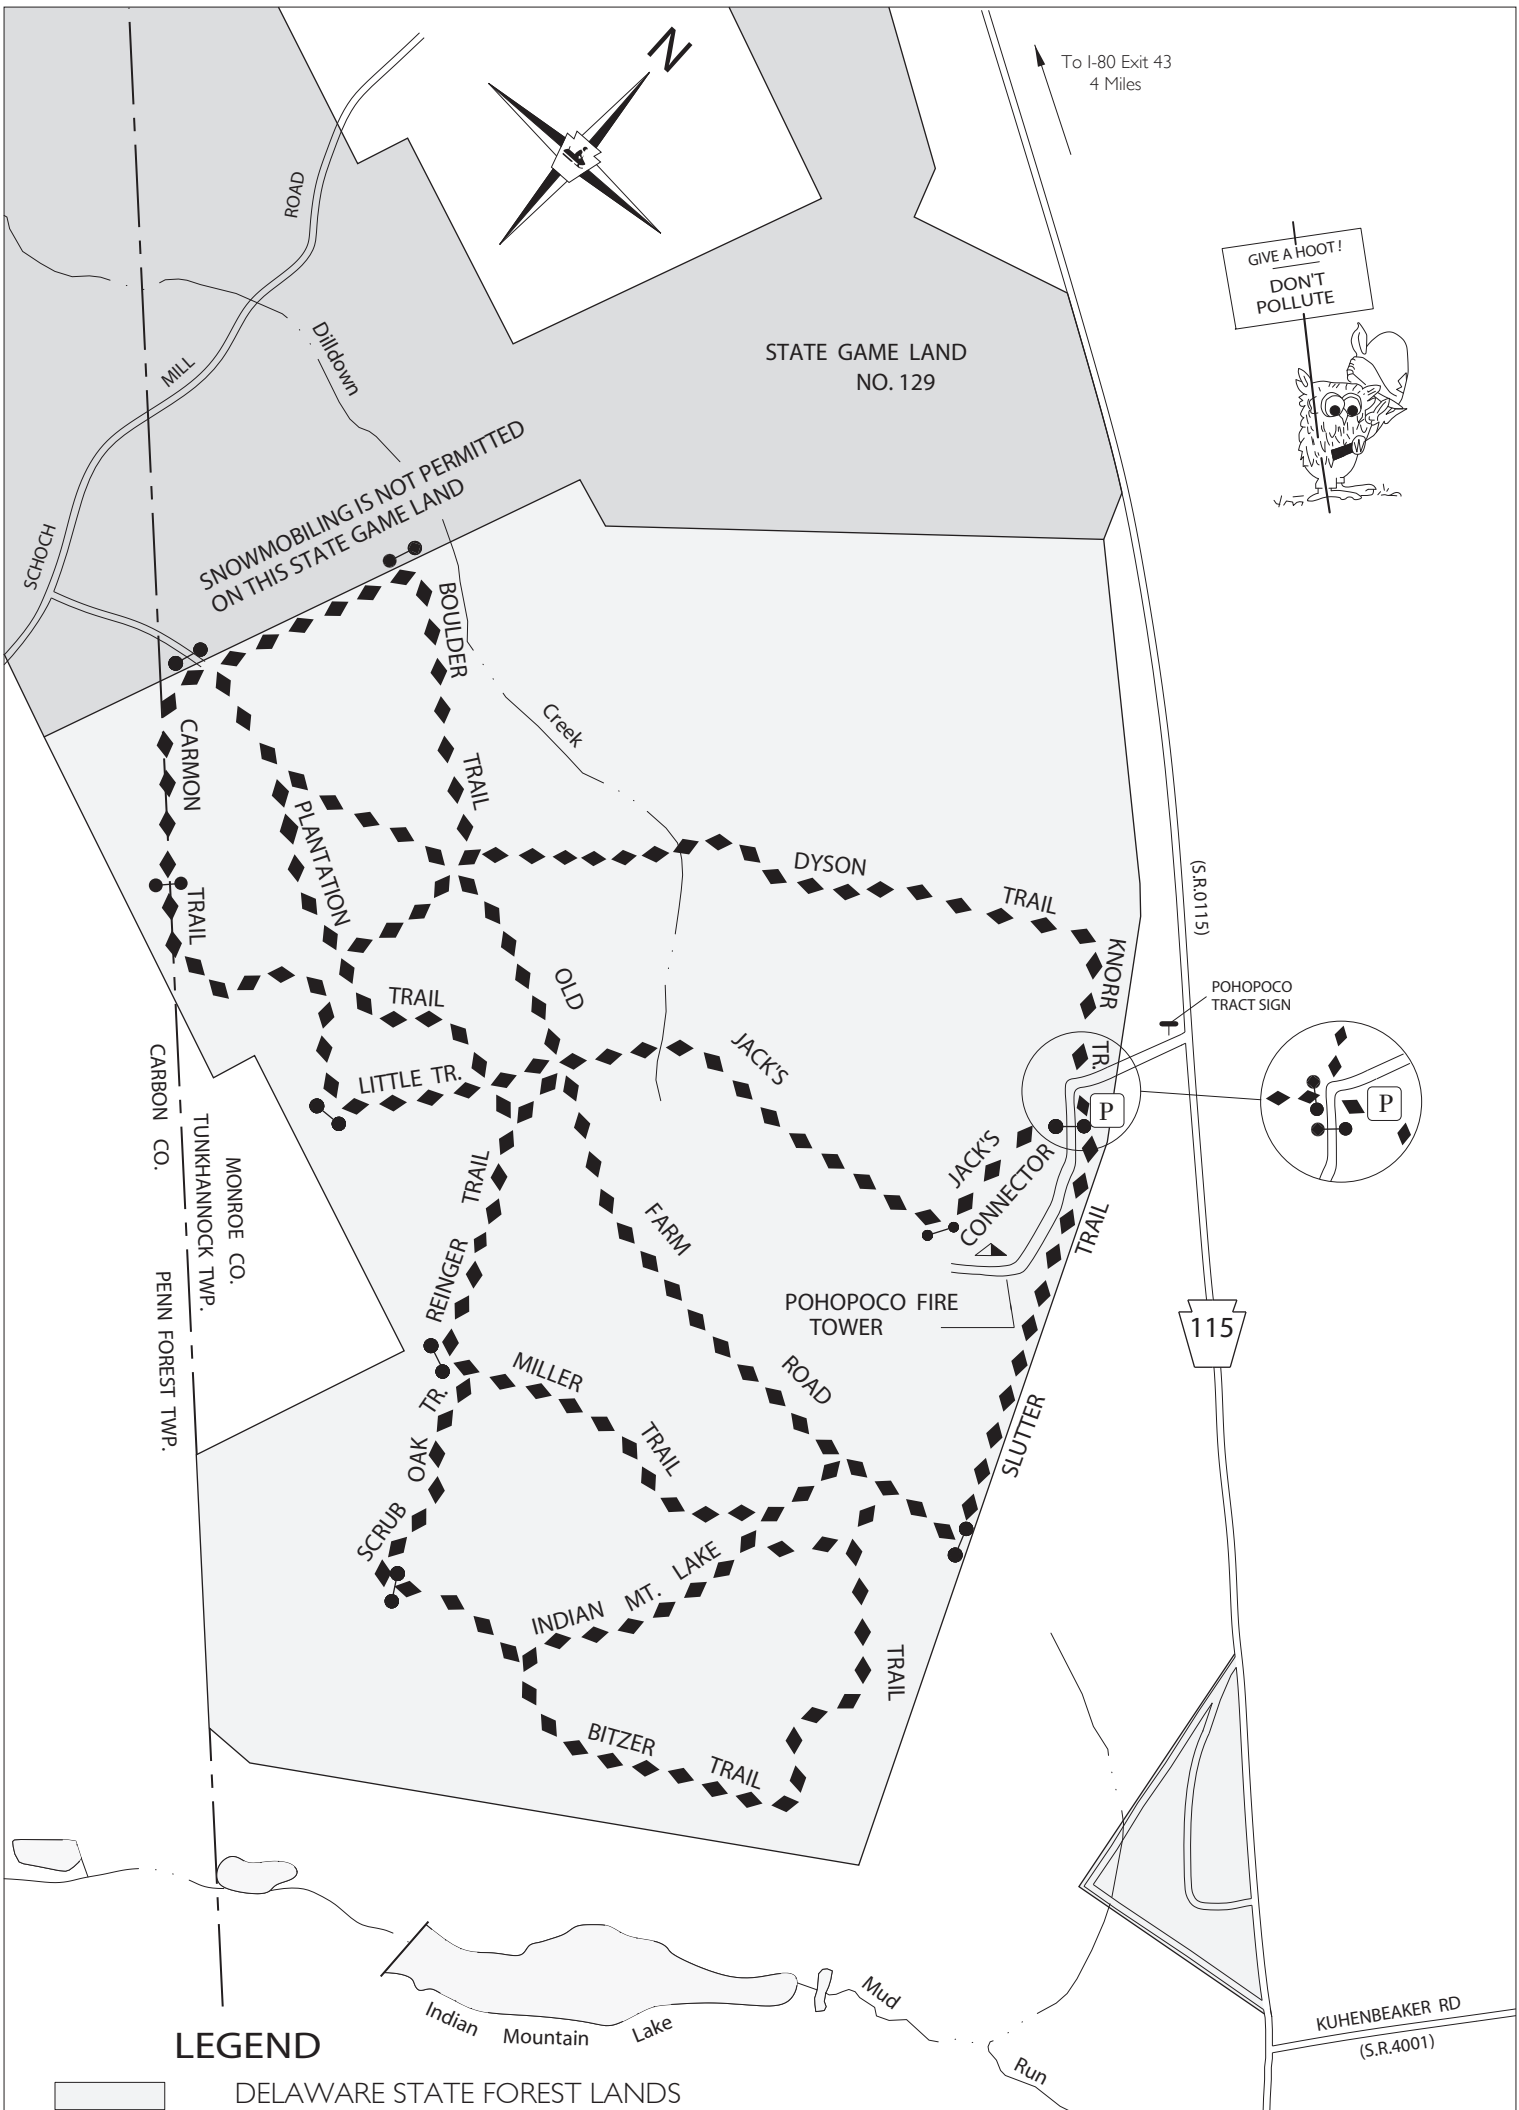 N
To I-80 Exit 43
4 Miles
ROAD
GIVE A HOOT!
DON'T
POLLUTE
Dilldown
MILL
STATE GAME LAND
NO. 129
W
SNOWMOBILING IS NOT PERMITTED
ON THIS STATE GAME LAND
SCHOCH
BOULDER
TRAIL
Creek
CARMON
TRAIL
PLANTATION
TRAIL
DYSON
TRAIL
(S.R.0115)
KNORR
TR.
OLD
POHOPOCO
TRACT SIGN
JACK'S
LITTLE TR.
P
P
CARBON CO.
TUNKHANNOCK TWP.
MONROE CO.
PENN FOREST TWP.
JACK'S
CONNECTOR
REINGER
TRAIL
FARM
TRAIL
POHOPOCO FIRE
TOWER
115
MILLER
TRAIL
ROAD
SLUTTER
SCRUB
OAK
TR.
INDIAN MT. LAKE
TRAIL
BITZER
TRAIL
Indian Mountain Lake
Mud
Run
KUHENBEAKER RD
(S.R.4001)
LEGEND
DELAWARE STATE FOREST LANDS